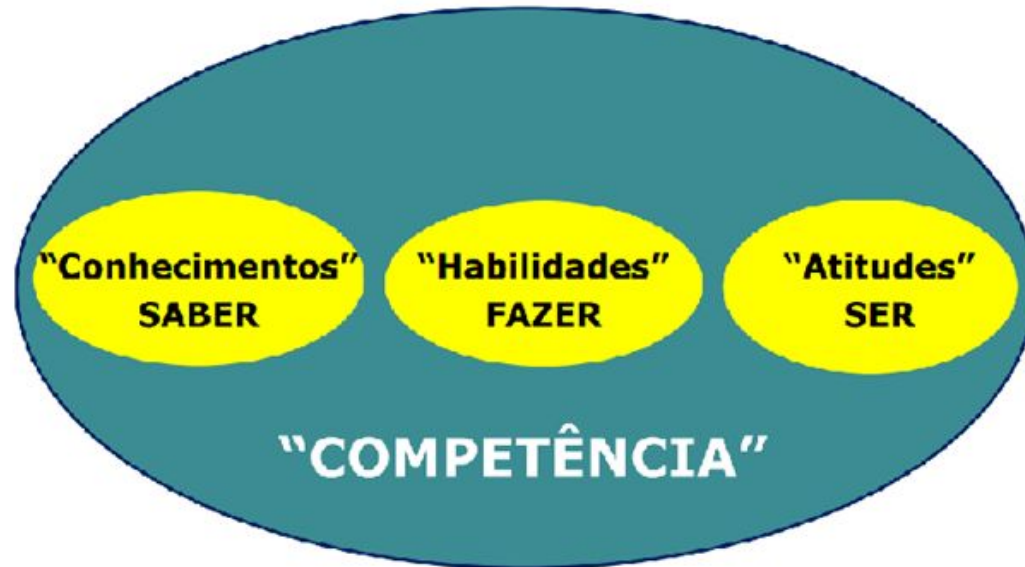 “Conhecimentos”
SABER
“Habilidades”
FAZER
“Atitudes”
SER
“COMPETÊNCIA”